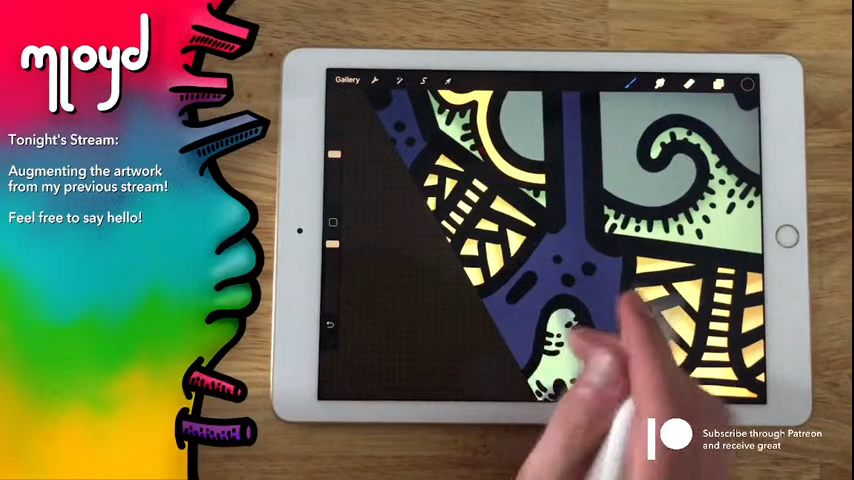 mloyd
Tonight's Stream:
Augmenting the artwork
from my previous stream!
Feel free to say hello!
Gallery
Subscribe through Patreon
and receive great